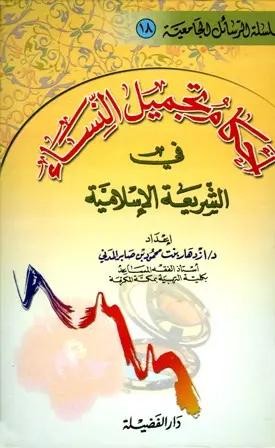 سلسلة الرسائل الجامعية ١٨
أحكام تجميل النساء
في
الشريعة الإسلامية
إعداد
د/ازدهار بنت محمود بن صابر المدني
أستاذ الفقه المساعد
بكلية التربية بمكة المكرمة
دار الفضيلة